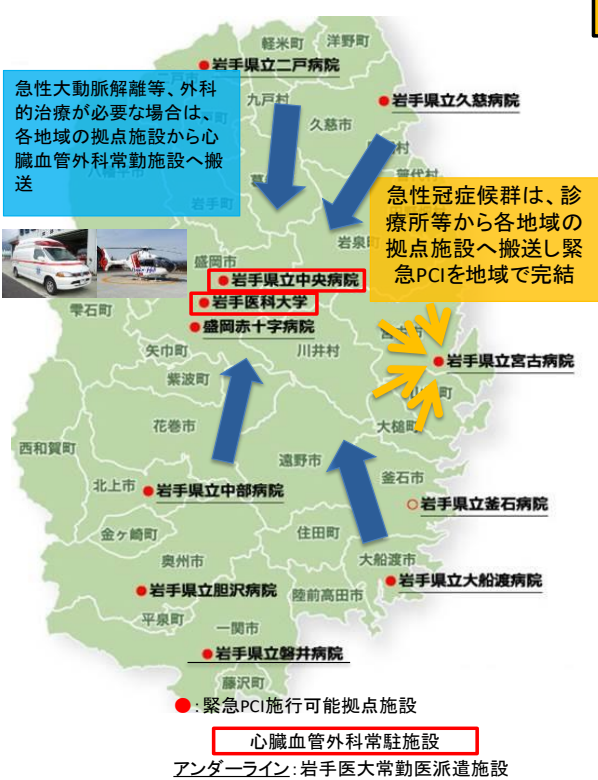 軽米町
洋野町
二戸市
岩手県立二戸病院
急性大動脈解離等、外科
的治療が必要な場合は、
各地域の拠点施設から心
臓血管外科常勤施設へ搬
送
九戸村
岩手県立久慈病院
久慈市
普代村
岩手町
急性冠症候群は、診
療所等から各地域の
拠点施設へ搬送し緊
急PCIを地域で完結
岩泉町
盛岡市
岩手県立中央病院
岩手医科大学
雫石町
盛岡赤十字病院
宮古市
矢巾町
川井村
岩手県立宮古病院
紫波町
山田町
花巻市
大槌町
西和賀町
遠野市
釜石市
北上市
岩手県立中部病院
岩手県立釜石病院
金ヶ崎町
住田町
奥州市
大船渡市
岩手県立大船渡病院
岩手県立胆沢病院
陸前高田市
平泉町
一関市
岩手県立磐井病院
藤沢町
●:緊急PCI施行可能拠点施設
心臓血管外科常駐施設
アンダーライン:岩手医大常勤医派遣施設